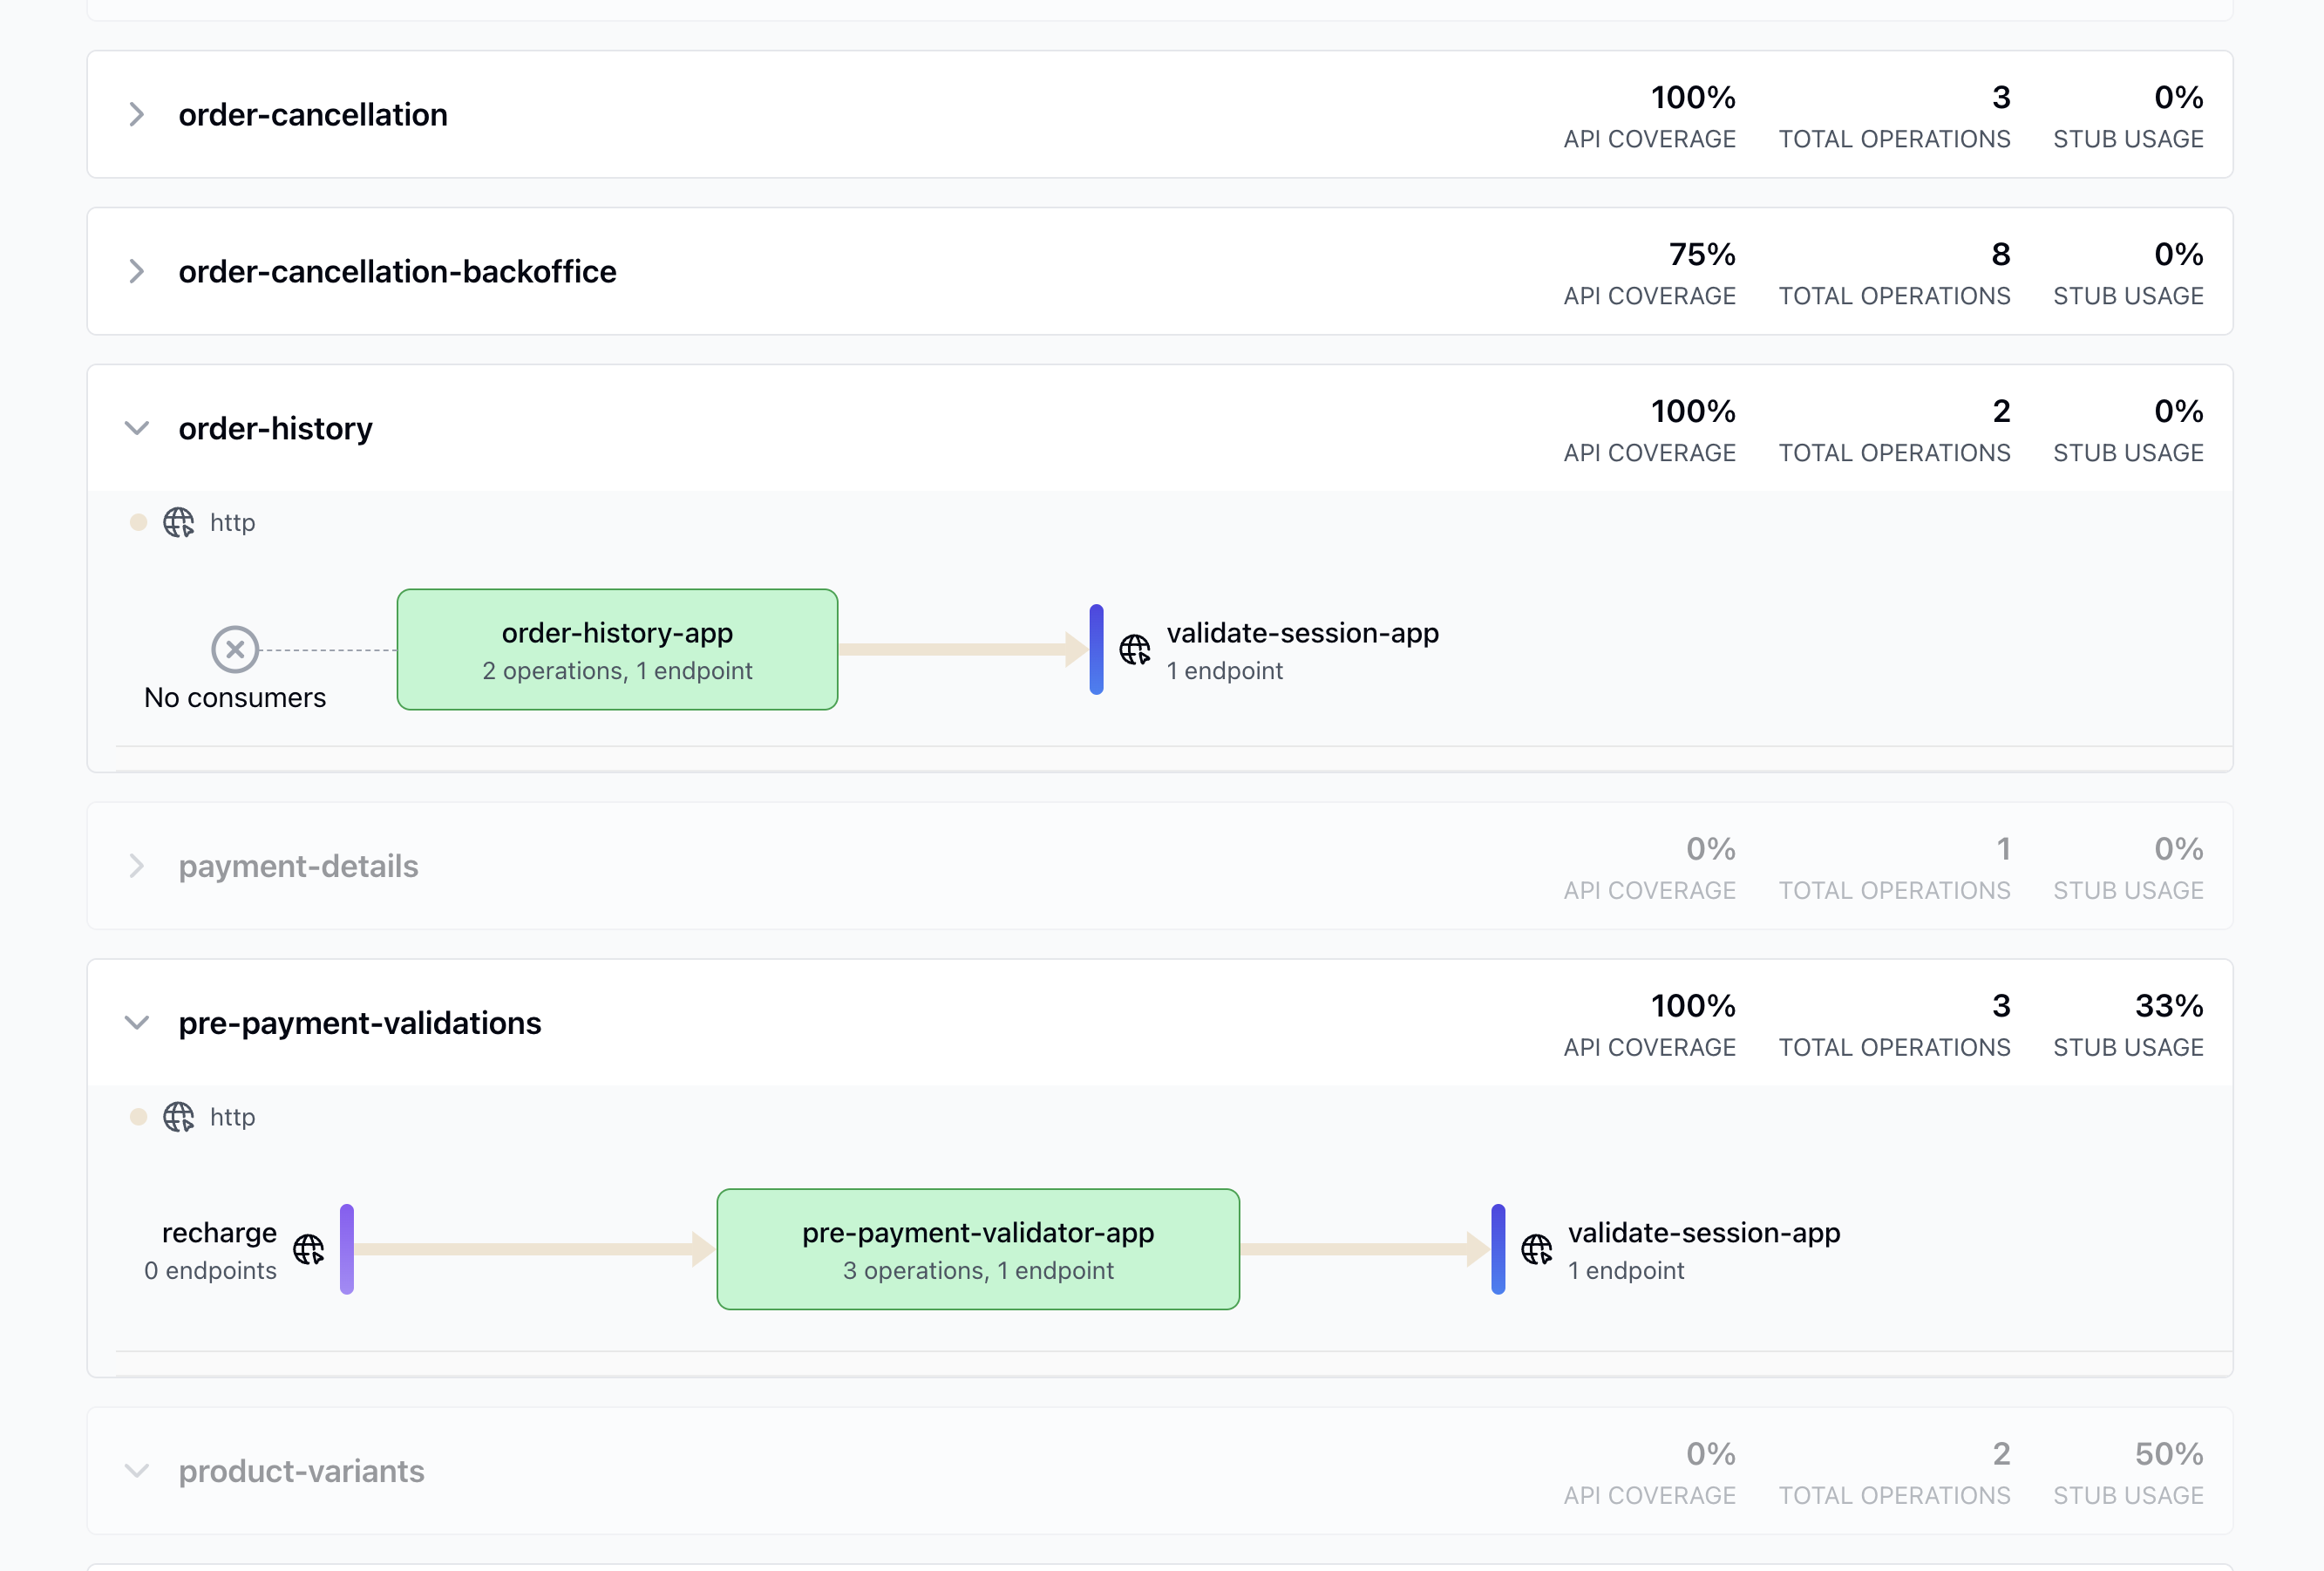 order-cancellation
100%
API COVERAGE
3
TOTAL OPERATIONS
0%
STUB USAGE
order-cancellation-backoffice
75%
API COVERAGE
8
TOTAL OPERATIONS
0%
STUB USAGE
order-history
100%
API COVERAGE
2
TOTAL OPERATIONS
0%
STUB USAGE
http
No consumers
order-history-app
2 operations, 1 endpoint
validate-session-app
1 endpoint
payment-details
0%
API COVERAGE
1
TOTAL OPERATIONS
0%
STUB USAGE
pre-payment-validations
100%
API COVERAGE
3
TOTAL OPERATIONS
33%
STUB USAGE
http
recharge
0 endpoints
pre-payment-validator-app
3 operations, 1 endpoint
validate-session-app
1 endpoint
product-variants
0%
API COVERAGE
2
TOTAL OPERATIONS
50%
STUB USAGE